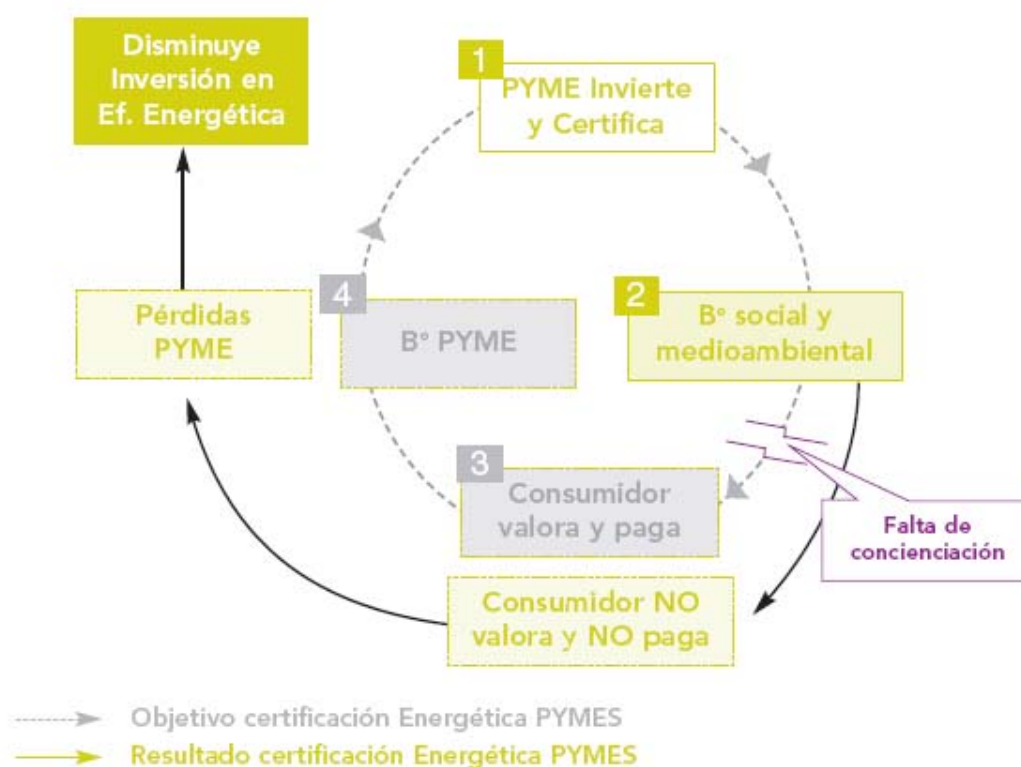 Disminuye
Inversión en
Ef. Energética
1
PYME Invierte
y Certifica
Pérdidas
PYME
4
Bº PYME
2
Bº social y
medioambiental
3
Consumidor
valora y paga
Falta de
concienciación
Consumidor NO
valora y NO paga
Objetivo certificación Energética PYMES
Resultado certificación Energética PYMES